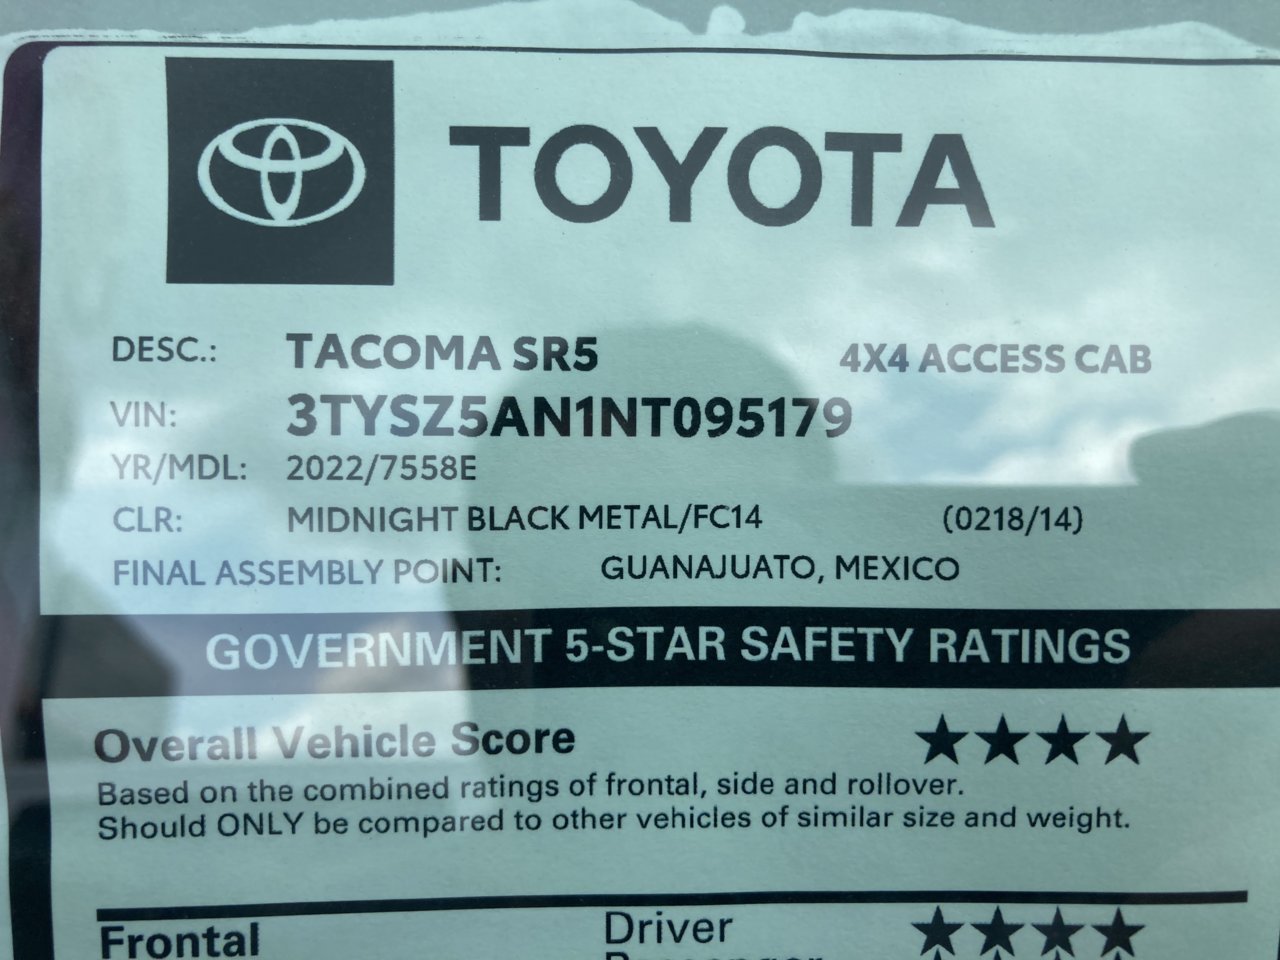 TOYOTA
DESC.: TACOMA SR5 4X4 ACCESS CAB
VIN: 3TYSZ5AN1NT095179
YR/MDL: 2022/7558E
CLR: MIDNIGHT BLACK METAL/FC14 (0218/14)
FINAL ASSEMBLY POINT: GUANAJUATO, MEXICO
GOVERNMENT 5-STAR SAFETY RATINGS
Overall Vehicle Score ★★★★
Based on the combined ratings of frontal, side and rollover.
Should ONLY be compared to other vehicles of similar size and weight.
Frontal Driver ★★★★